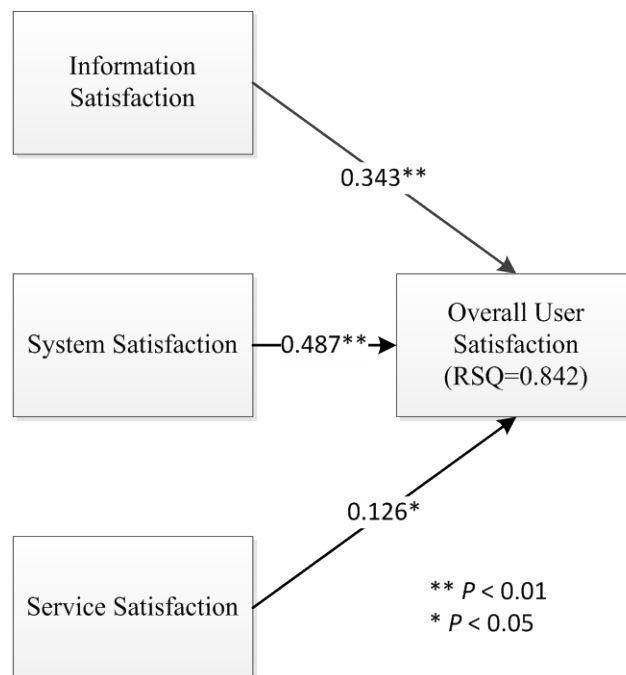 Information
Satisfaction
0.343**
System Satisfaction
0.487**
Overall User
Satisfaction
(RSQ=0.842)
0.126*
Service Satisfaction
** P < 0.01
* P < 0.05